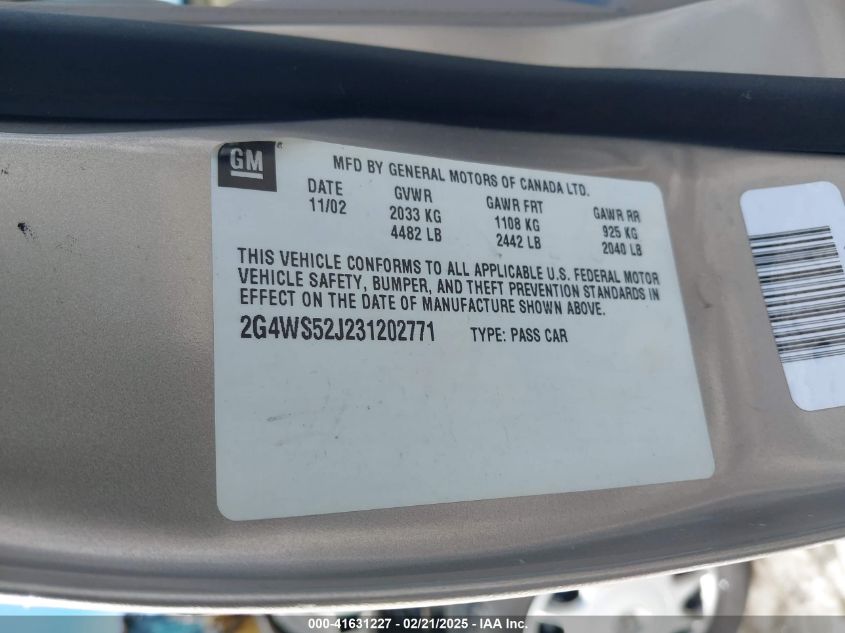 GM
MFD BY GENERAL MOTORS OF CANADA LTD.
DATE GVWR GAWR FRT GAWR RR
11/02 2033 KG 1108 KG 925 KG
4482 LB 2442 LB 2040 LB
THIS VEHICLE CONFORMS TO ALL APPLICABLE U.S. FEDERAL MOTOR
VEHICLE SAFETY, BUMPER, AND THEFT PREVENTION STANDARDS IN
EFFECT ON THE DATE OF MANUFACTURE SHOWN ABOVE.
2G4WS52J231202771 TYPE: PASS CAR
000-41631227 - 02/21/2025 - IAA Inc.